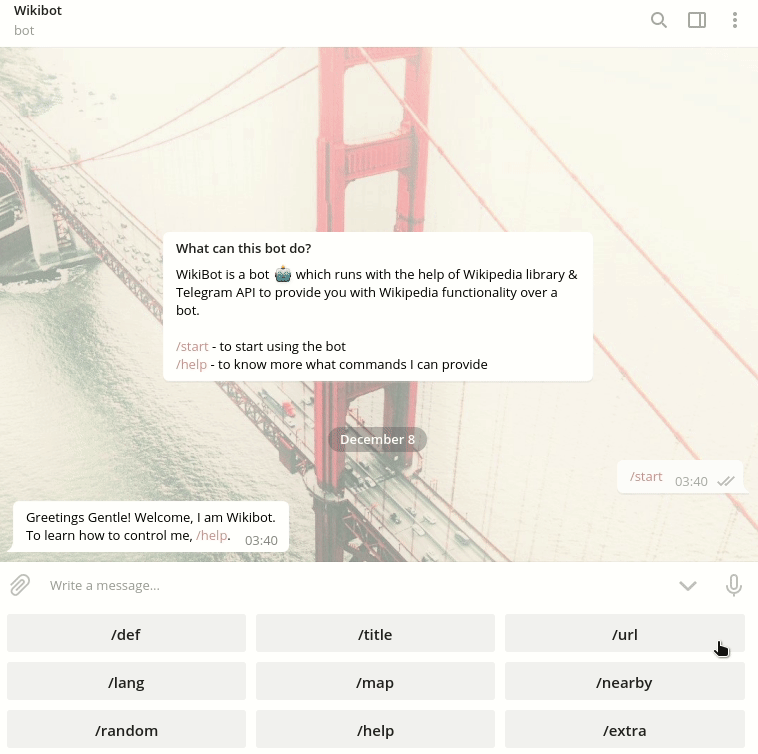 Wikibot
bot
What can this bot do?
WikiBot is a bot 🤖 which runs with the help of Wikipedia library &
Telegram API to provide you with Wikipedia functionality over a
bot.
/start - to start using the bot
/help - to know more what commands I can provide
December 8
/start 03:40
Greetings Gentle! Welcome, I am Wikibot.
To learn how to control me, /help. 03:40
Write a message...
/def /title /url
/lang /map /nearby
/random /help /extra